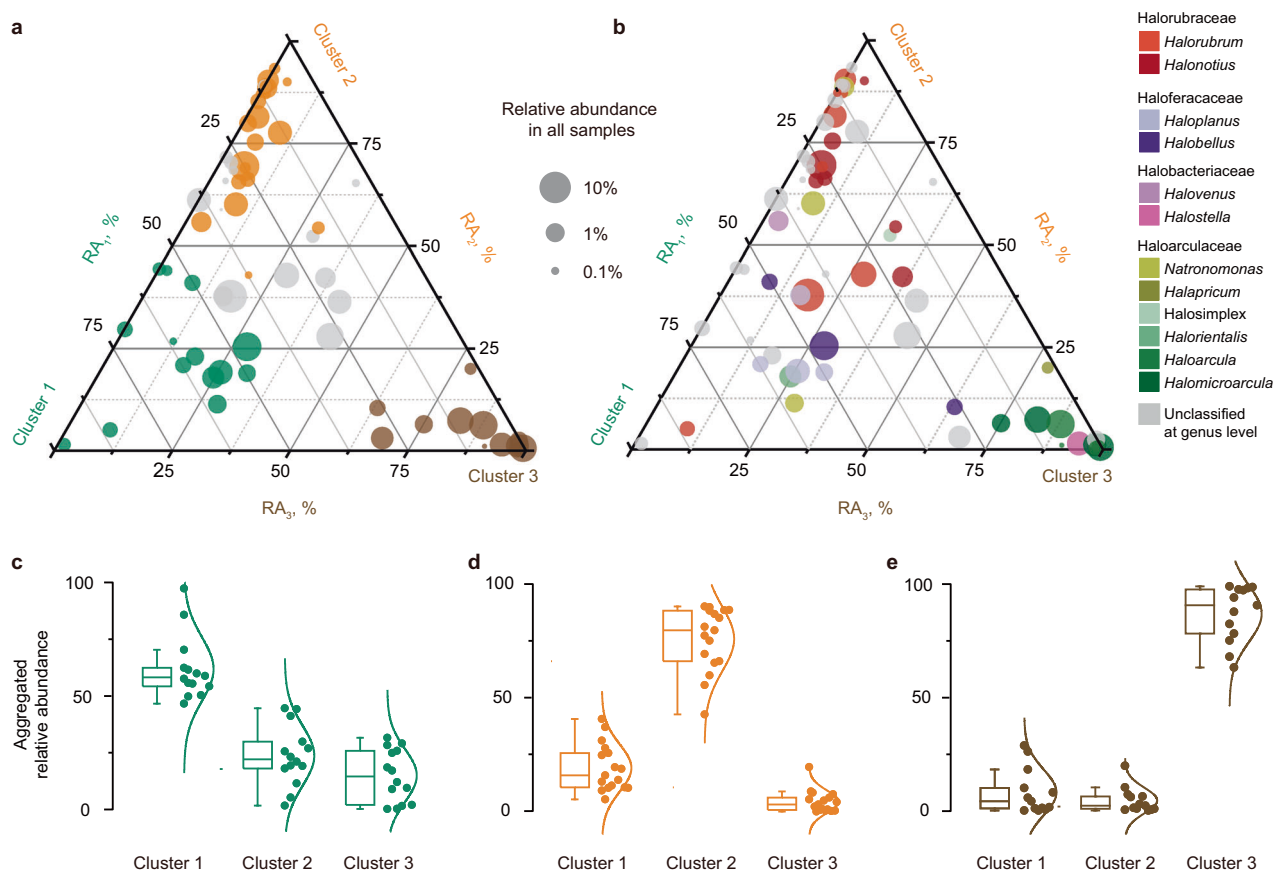 a
Cluster 2
25
75
RA1, %
50
RA2, %
50
75
25
Cluster 1
25
50
75
Cluster 3
RA3, %
Relative abundance
in all samples
10%
1%
0.1%
b
Cluster 2
25
75
RA1, %
50
RA2, %
50
75
25
Cluster 1
25
50
75
Cluster 3
RA3, %
Halorubraceae
Halorubrum
Halonotius
Haloferacaceae
Haloplanus
Halobellus
Halobacteriaceae
Halovenus
Halostella
Haloarculaceae
Natronomonas
Halapricum
Halosimplex
Halorientalis
Haloarcula
Halomicroarcula
Unclassified
at genus level
c
Aggregated
relative abundance
100
50
0
Cluster 1
Cluster 2
Cluster 3
d
100
50
0
Cluster 1
Cluster 2
Cluster 3
e
100
50
0
Cluster 1
Cluster 2
Cluster 3